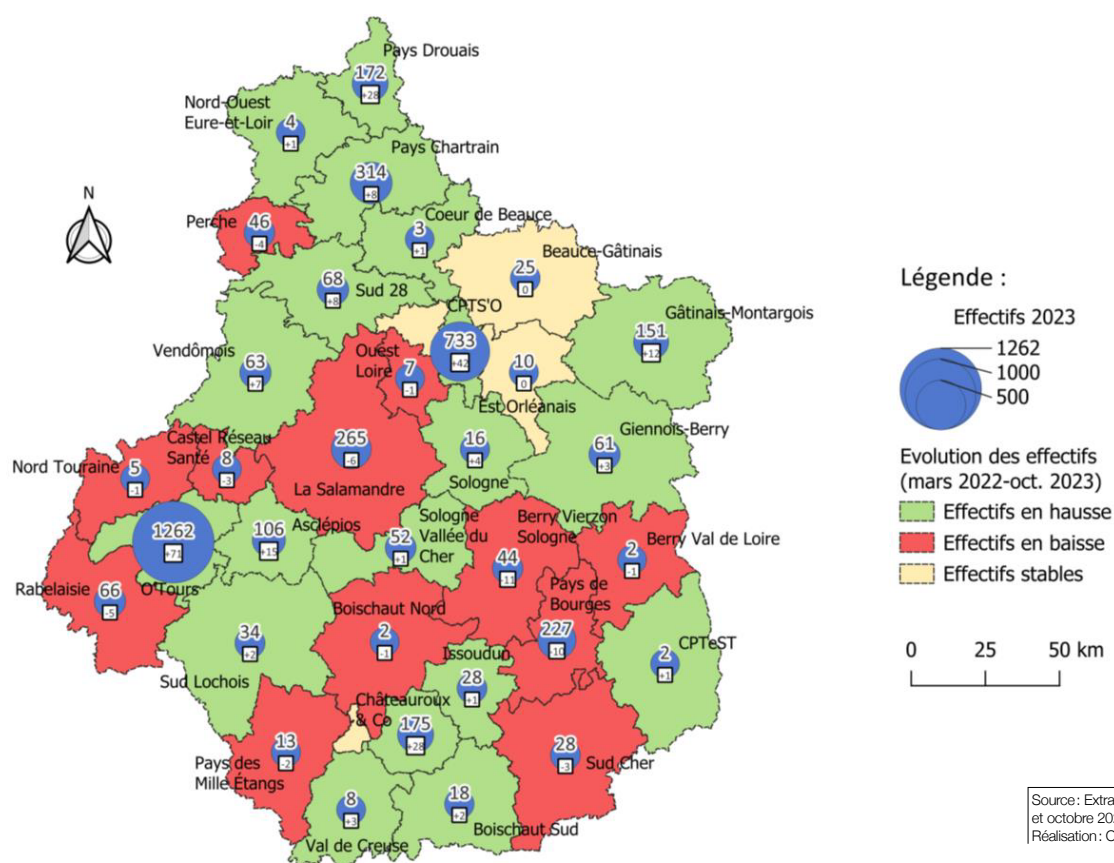 Pays Drouais
172
+28
Nord-Ouest
Eure-et-Loir
4
+1
Pays Chartrain
314
+8
N
Perche
46
-4
Coeur de Beauce
3
+1
Beauce-Gâtinais
25
0
68
+8
Sud 28
CPTS'O
733
+42
Gâtinais-Montargois
151
+12
Vendômois
63
+7
Ouest
Loire
7
-1
10
0
Est Orléanais
Giennois-Berry
61
+3
Castel Réseau
Santé
8
-3
265
-6
La Salamandre
16
+4
Sologne
Nord Touraine
5
-1
1262
+71
O'Tours
Asclépios
106
+15
Sologne
Vallée du
Cher
52
+1
Berry Vierzon
Sologne
44
-11
Berry Val de Loire
2
-1
Rabelaisie
66
-5
Pays de
Bourges
227
-10
Boischaut Nord
2
-1
34
+2
Sud Lochois
Issoudun
28
+1
CPTeST
2
+1
Châteauroux
& Co
175
+28
13
-2
Pays des
Mille Étangs
28
-3
Sud Cher
8
+3
Val de Creuse
18
+2
Boischaut Sud
Légende :
Effectifs 2023
1262
1000
500
Evolution des effectifs
(mars 2022-oct. 2023)
Effectifs en hausse
Effectifs en baisse
Effectifs stables
0 25 50 km
Source : Extra
et octobre 202
Réalisation : C